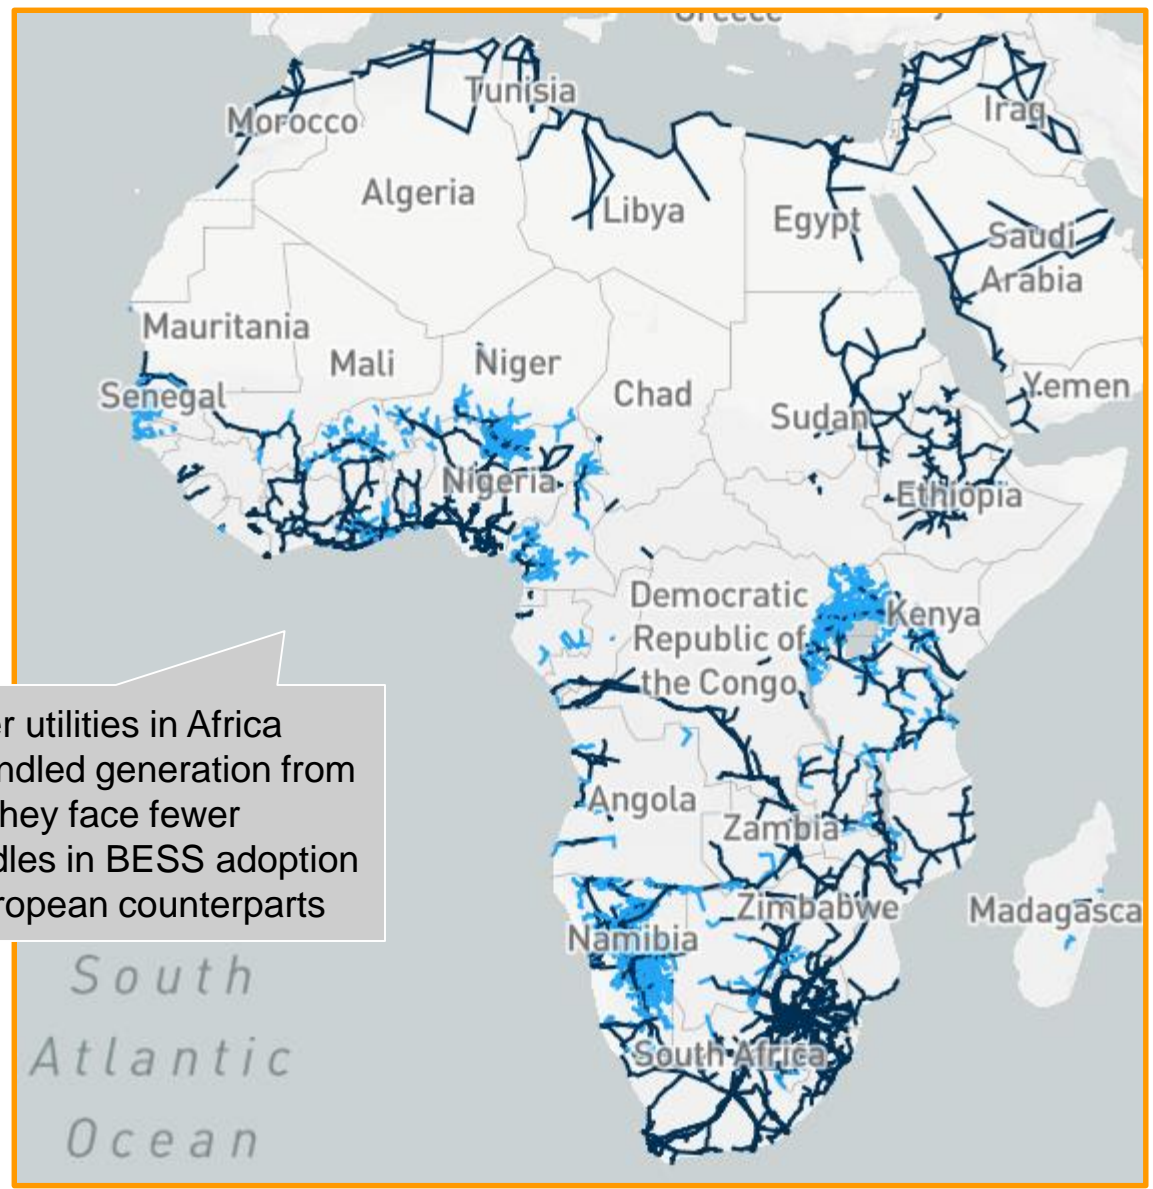 Greece
Tunisia
Morocco
Iraq
Algeria
Libya
Egypt
Saudi
Arabia
Mauritania
Mali
Niger
Chad
Yemen
Senegal
Sudan
Nigeria
Ethiopia
Democratic
Republic of
the Congo
Kenya
er utilities in Africa
ndled generation from
hey face fewer
dles in BESS adoption
ropean counterparts
Angola
Zambia
Zimbabwe
Madagasca
Namibia
South Africa
South
Atlantic
Ocean